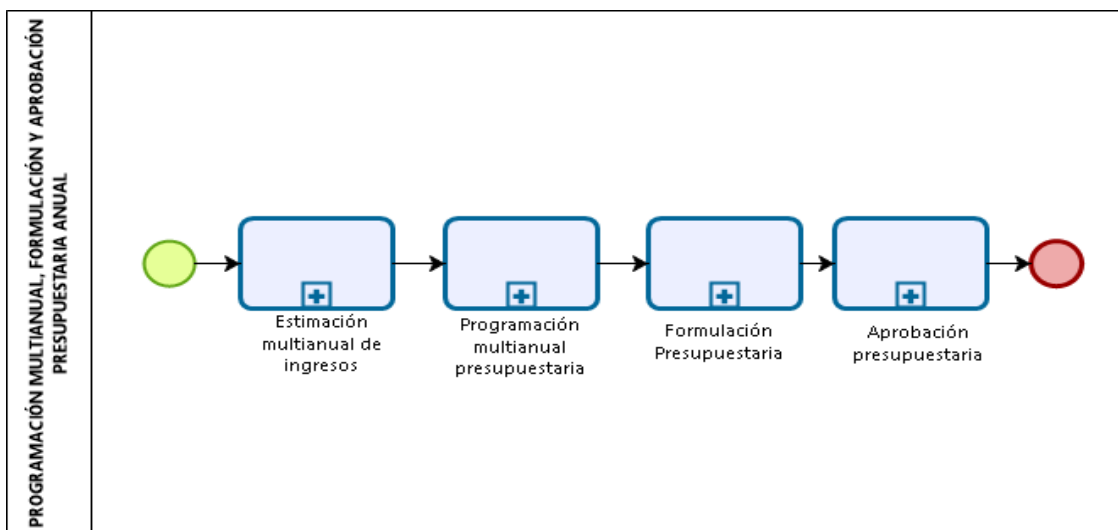 PROGRAMACIÓN MULTIANUAL, FORMULACIÓN Y APROBACIÓN
PRESUPUESTARIA ANUAL
Estimación
multianual de
ingresos
Programación
multianual
presupuestaria
Formulación
Presupuestaria
Aprobación
presupuestaria